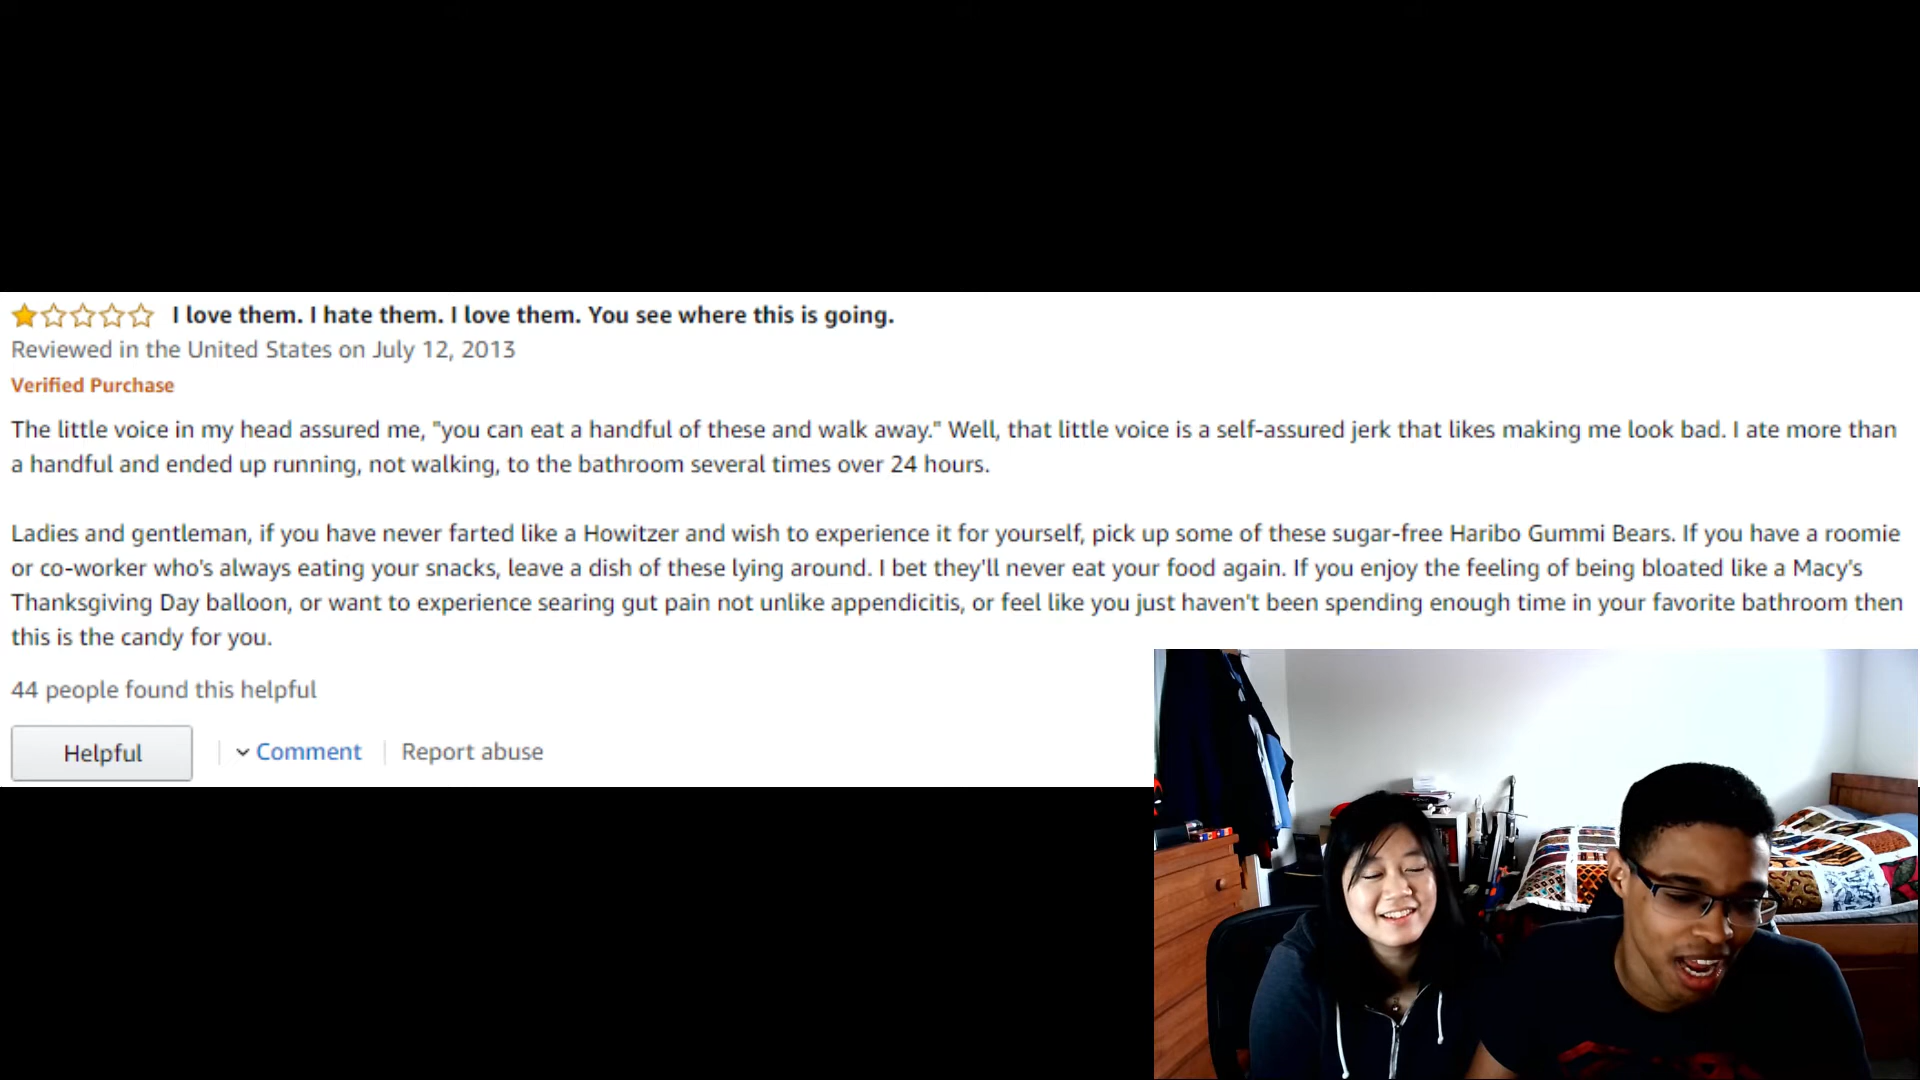 I love them. I hate them. I love them. You see where this is going.
Reviewed in the United States on July 12, 2013
Verified Purchase
The little voice in my head assured me, "you can eat a handful of these and walk away." Well, that little voice is a self-assured jerk that likes making me look bad. I ate more than
a handful and ended up running, not walking, to the bathroom several times over 24 hours.
Ladies and gentleman, if you have never farted like a Howitzer and wish to experience it for yourself, pick up some of these sugar-free Haribo Gummi Bears. If you have a roomie
or co-worker who's always eating your snacks, leave a dish of these lying around. I bet they'll never eat your food again. If you enjoy the feeling of being bloated like a Macy's
Thanksgiving Day balloon, or want to experience searing gut pain not unlike appendicitis, or feel like you just haven't been spending enough time in your favorite bathroom then
this is the candy for you.
44 people found this helpful
Helpful
Comment
Report abuse